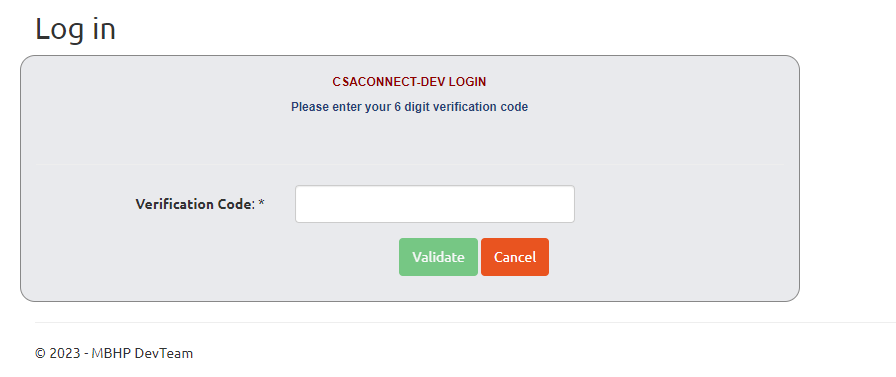 Log in
CSACONNECT-DEV LOGIN
Please enter your 6 digit verification code
Verification Code: *
Validate Cancel
© 2023 - MBHP DevTeam